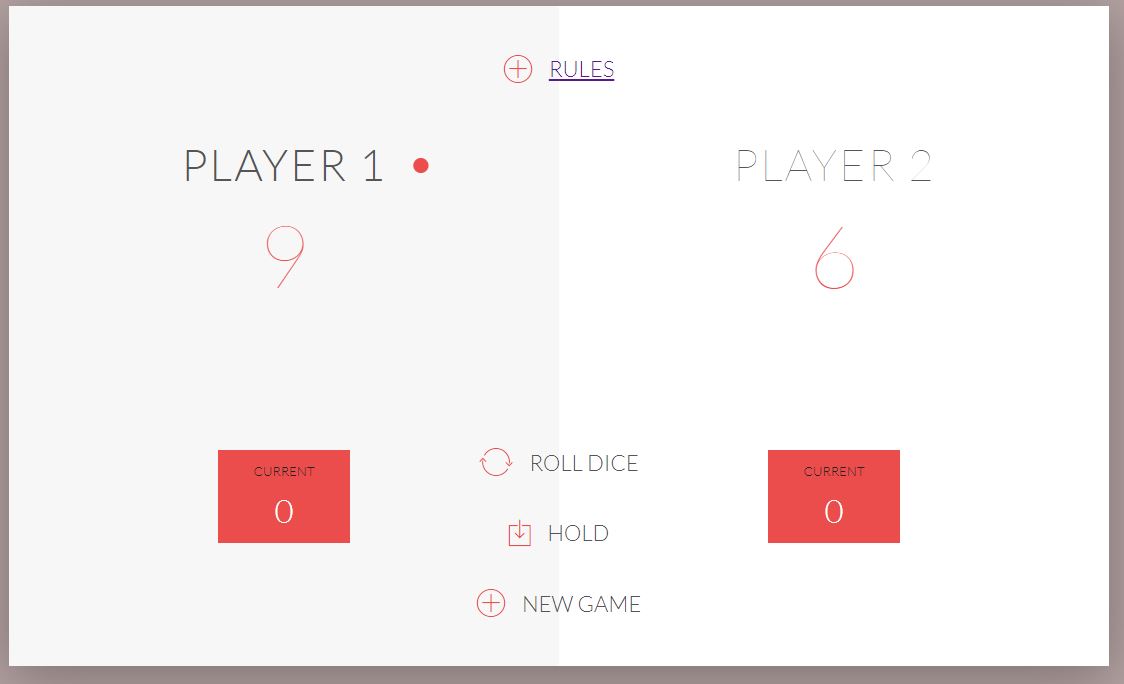 RULES
PLAYER 1
PLAYER 2
9
6
CURRENT
0
ROLL DICE
HOLD
NEW GAME
CURRENT
0